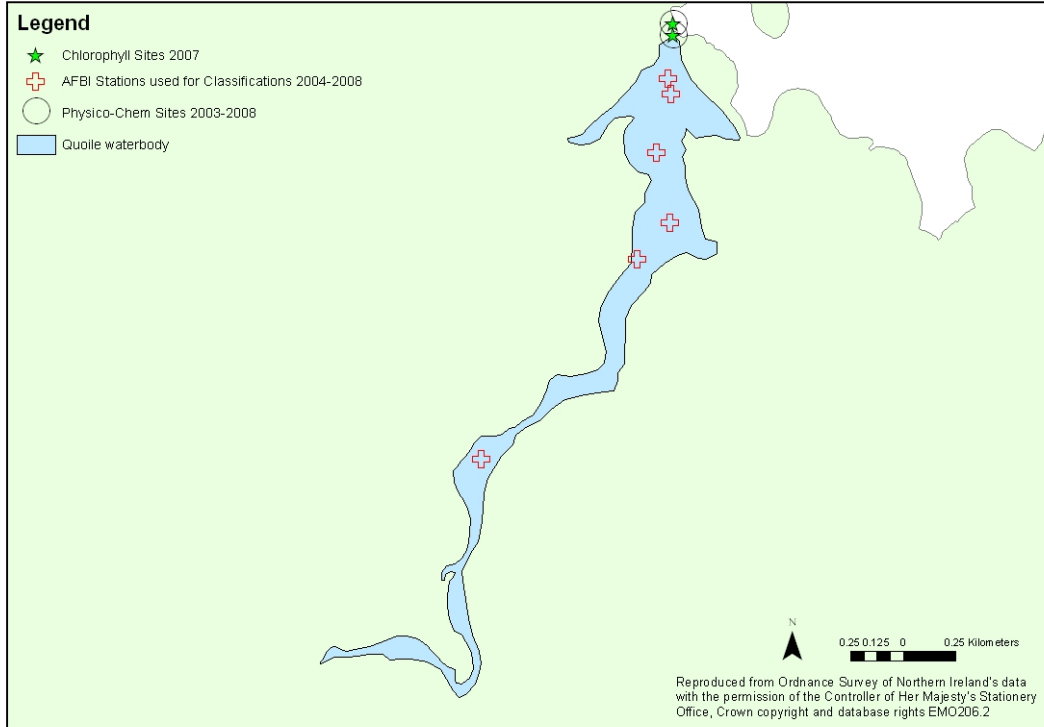 Legend
Chlorophyll Sites 2007
AFBI Stations used for Classifications 2004-2008
Physico-Chem Sites 2003-2008
Quoile waterbody
N
0.25 0.125 0 0.25 Kilometers
Reproduced from Ordnance Survey of Northern Ireland's data
with the permission of the Controller of Her Majesty's Stationery
Office, Crown copyright and database rights EMO206.2